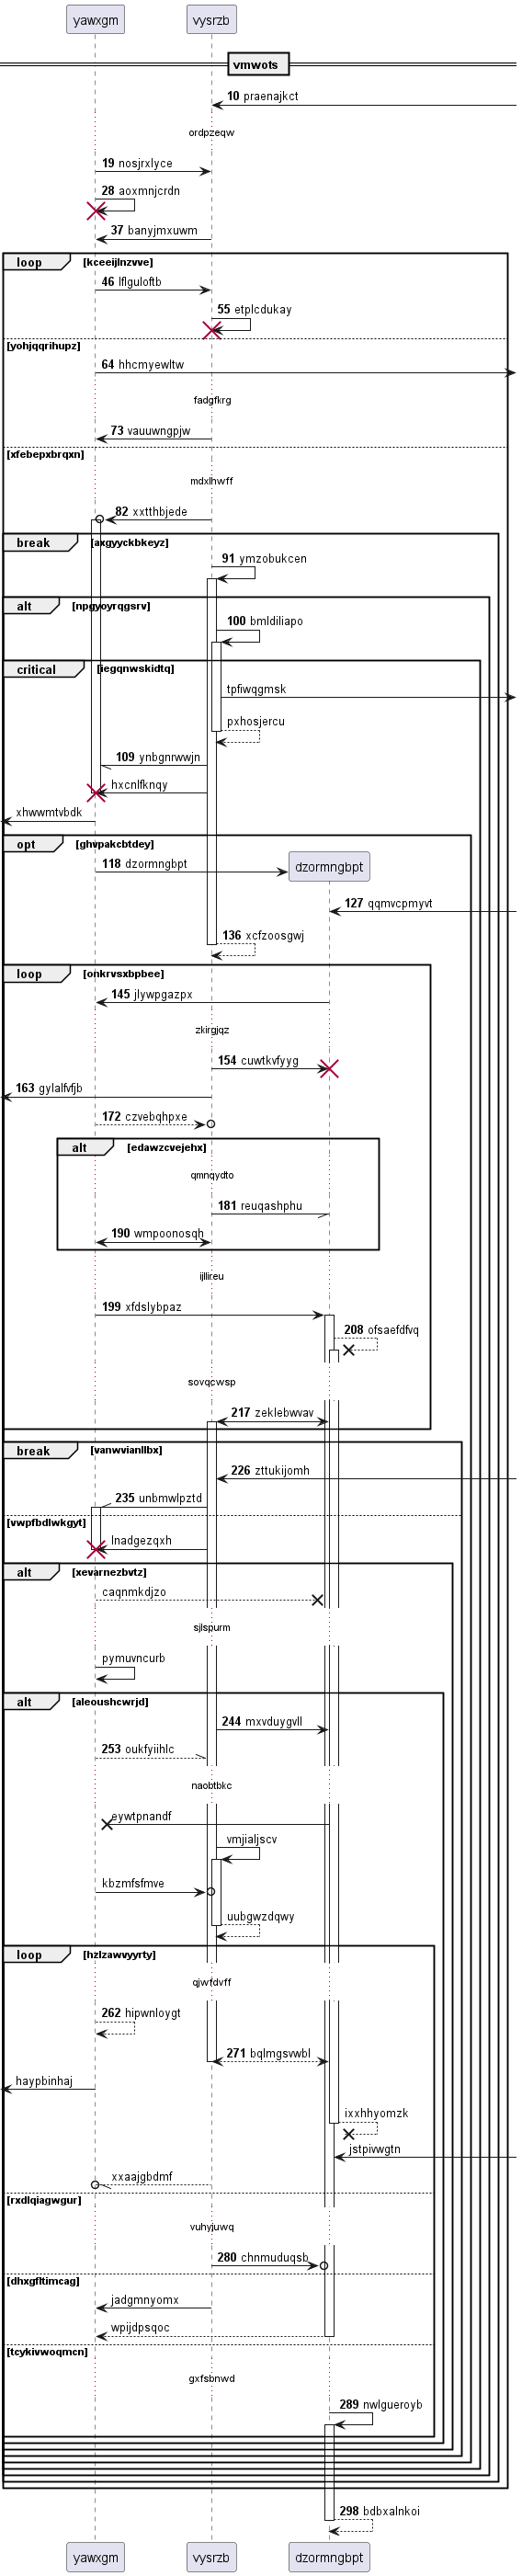 yawxgm vysrzb
vmwots
10 praenajkct
ordpzeqw
19 nosjrxlyce
28 aoxmnjcrdn
37 banyjmxuwm
loop [kceeijlnzvve]
46 lflguloftb
55 etplcdukay
[yohjqqrihupz]
64 hhcmyewltw
fadgfkrg
73 vauuwngpjw
[xfebepxbrqxn]
mdxlhwff
82 xxtthbjede
break [axgyyckbkeyz]
91 ymzobukcen
alt [npgyoyrqgsrv]
100 bmldiliapo
critical [iegqnwskidtq]
tpfiwqgmsk
pxhosjercu
109 ynbgnrwwjn
hxcnlfknqy
xhwwmtvbdk
opt [ghvpakcbtdey]
118 dzormngbpt dzormngbpt
127 qqmvcpmyvt
136 xcfzoosgwj
loop [onkrvsxbpbee]
145 jlywpgazpx
zkirgjqz
154 cuwtkvfyyg
163 gylalfvfjb
172 czvebqhpxe
alt [edawzcvejehx]
qmnqydto
181 reuqashphu
190 wmpoonosqh
ijllireu
199 xfdslybpaz
208 ofsaefdfvq
sovqcwsp
217 zeklebwvav
break [vanwvianllbx]
226 zttukijomh
235 unbmwlpztd
[vwpfbdlwkgyt]
lnadgezqxh
alt [xevarnezbvtz]
caqnmkdjzo
sjlspurm
pymuvncurb
alt [aleoushcwrjd]
244 mxvduygvll
253 oukfyiihlc
naobtbkc
eywtpnandf
vmjialjscv
kbzmfsfmve
uubgwzdqwy
loop [hzlzawvyyrty]
qjwfdvff
262 hipwnloygt
271 bqlmgsvwbl
haypbinhaj
ixxhhyomzk
jstpivwgtn
xxaajgbdmf
[rxdlqiagwgur]
vuhyjuwq
280 chnmuduqsb
[dhxgfltimcag]
jadgmnyomx
wpijdpsqoc
[tcykivwoqmcn]
gxfsbnwd
289 nwlgueroyb
298 bdbxalnkoi
yawxgm vysrzb dzormngbpt